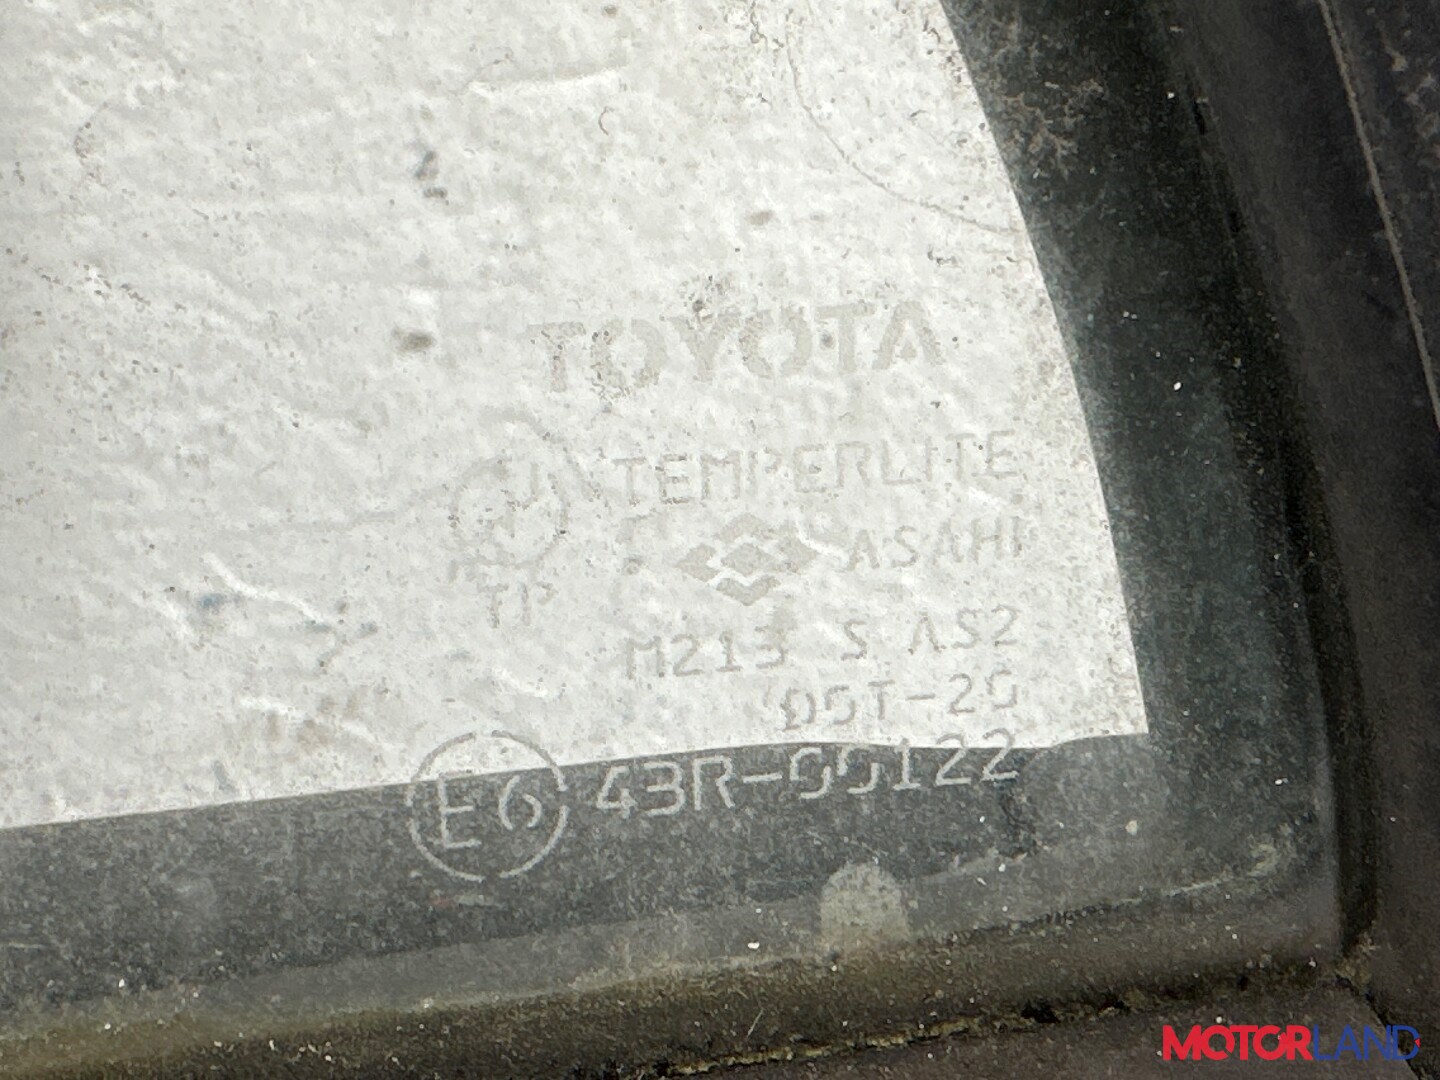 TOYOTA
TEMPERLITE
ASAHI
TP
M213 S AS2
DOT-20
E6 43R-00122
MOTORLAND